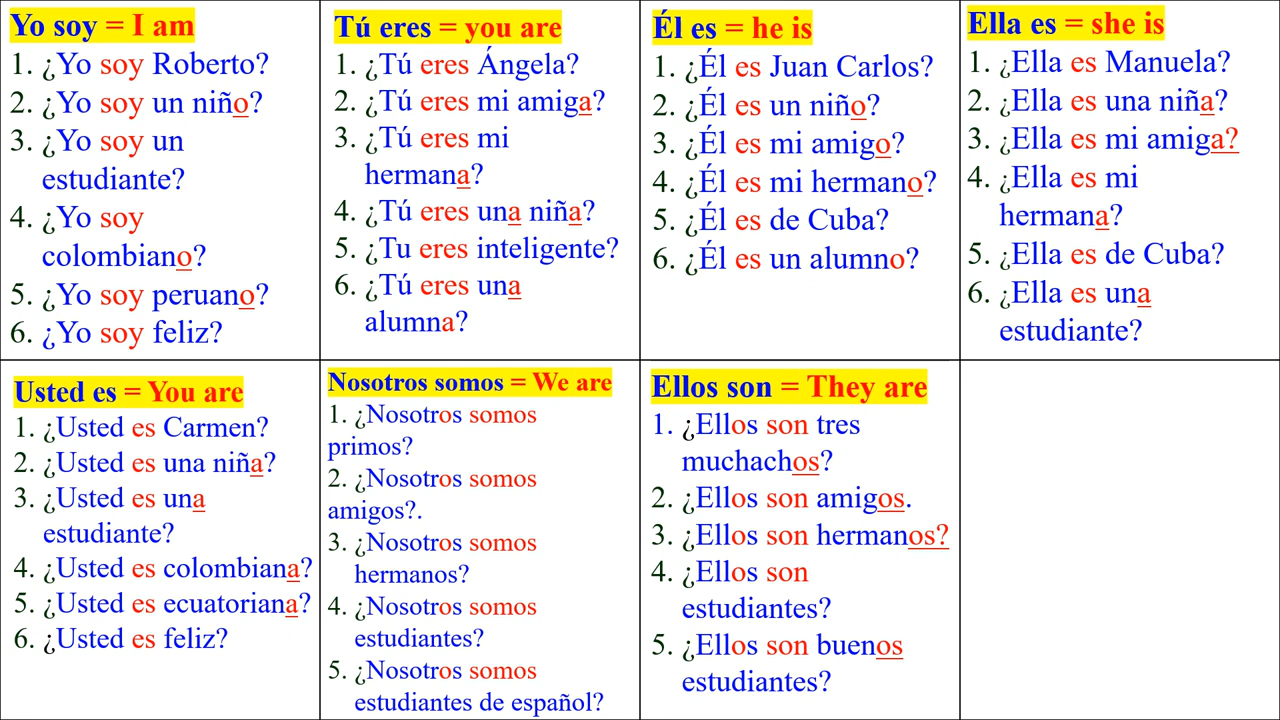 Yo soy = I am
1. ¿Yo soy Roberto?
2. ¿Yo soy un niño?
3. ¿Yo soy un
estudiante?
4. ¿Yo soy
colombiano?
5. ¿Yo soy peruano?
6. ¿Yo soy feliz?
Tú eres = you are
1. ¿Tú eres Ángela?
2. ¿Tú eres mi amiga?
3. ¿Tú eres mi
hermana?
4. ¿Tú eres una niña?
5. ¿Tu eres inteligente?
6. ¿Tú eres una
alumna?
Él es = he is
1. ¿Él es Juan Carlos?
2. ¿Él es un niño?
3. ¿Él es mi amigo?
4. ¿Él es mi hermano?
5. ¿Él es de Cuba?
6. ¿Él es un alumno?
Ella es = she is
1. ¿Ella es Manuela?
2. ¿Ella es una niña?
3. ¿Ella es mi amiga?
4. ¿Ella es mi
hermana?
5. ¿Ella es de Cuba?
6. ¿Ella es una
estudiante?
Usted es = You are
1. ¿Usted es Carmen?
2. ¿Usted es una niña?
3. ¿Usted es una
estudiante?
4. ¿Usted es colombiana?
5. ¿Usted es ecuatoriana?
6. ¿Usted es feliz?
Nosotros somos = We are
1. ¿Nosotros somos
primos?
2. ¿Nosotros somos
amigos?.
3. ¿Nosotros somos
hermanos?
4. ¿Nosotros somos
estudiantes?
5. ¿Nosotros somos
estudiantes de español?
Ellos son = They are
1. ¿Ellos son tres
muchachos?
2. ¿Ellos son amigos.
3. ¿Ellos son hermanos?
4. ¿Ellos son
estudiantes?
5. ¿Ellos son buenos
estudiantes?